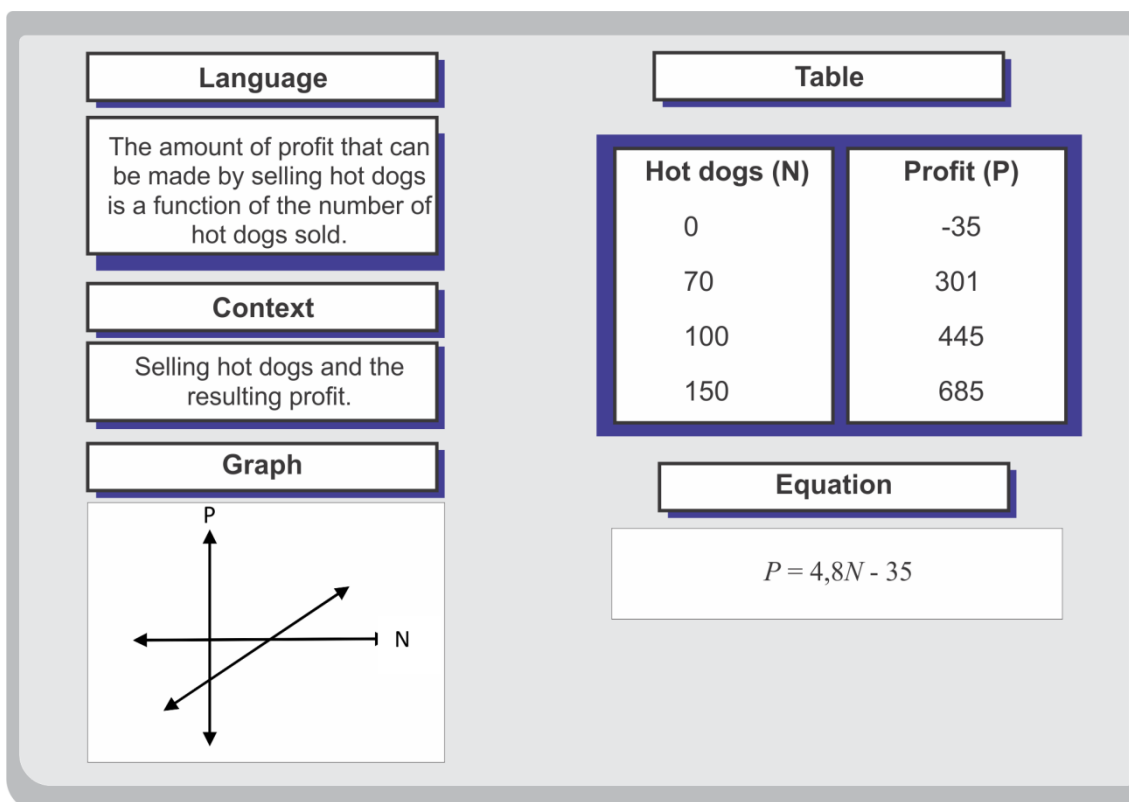 Language
The amount of profit that can
be made by selling hot dogs
is a function of the number of
hot dogs sold.
Context
Selling hot dogs and the
resulting profit.
Graph
P
N
Table
Hot dogs (N) Profit (P)
0 -35
70 301
100 445
150 685
Equation
P = 4,8N - 35